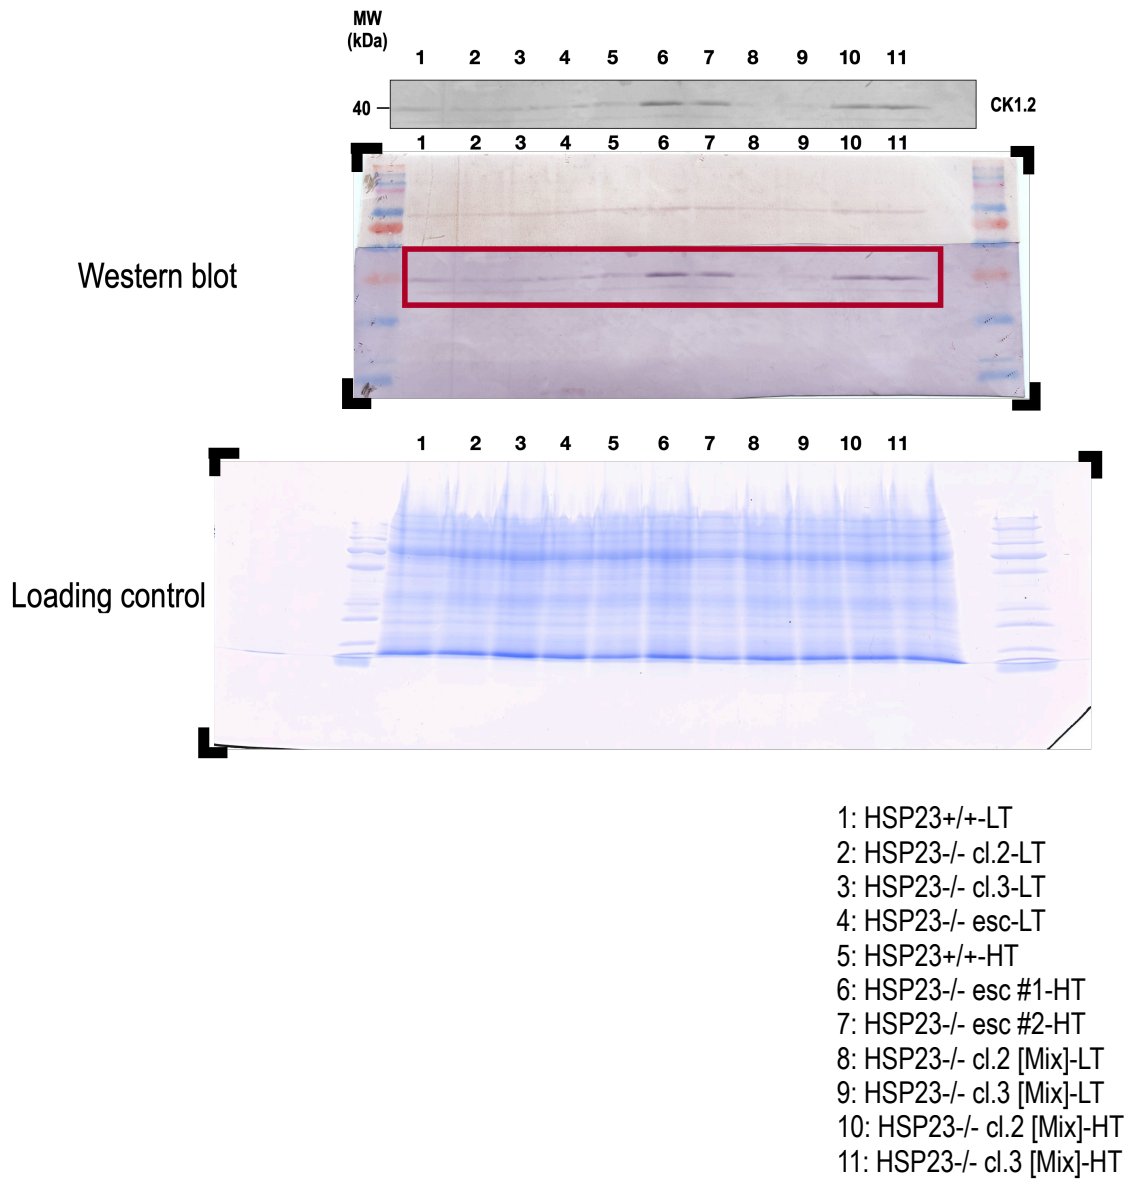 MW
(kDa)
1 2 3 4 5 6 7 8 9 10 11
40
CK1.2
1 2 3 4 5 6 7 8 9 10 11
Western blot
1 2 3 4 5 6 7 8 9 10 11
Loading control
1: HSP23+/+-LT
2: HSP23-/- cl.2-LT
3: HSP23-/- cl.3-LT
4: HSP23-/- esc-LT
5: HSP23+/+-HT
6: HSP23-/- esc #1-HT
7: HSP23-/- esc #2-HT
8: HSP23-/- cl.2 [Mix]-LT
9: HSP23-/- cl.3 [Mix]-LT
10: HSP23-/- cl.2 [Mix]-HT
11: HSP23-/- cl.3 [Mix]-HT